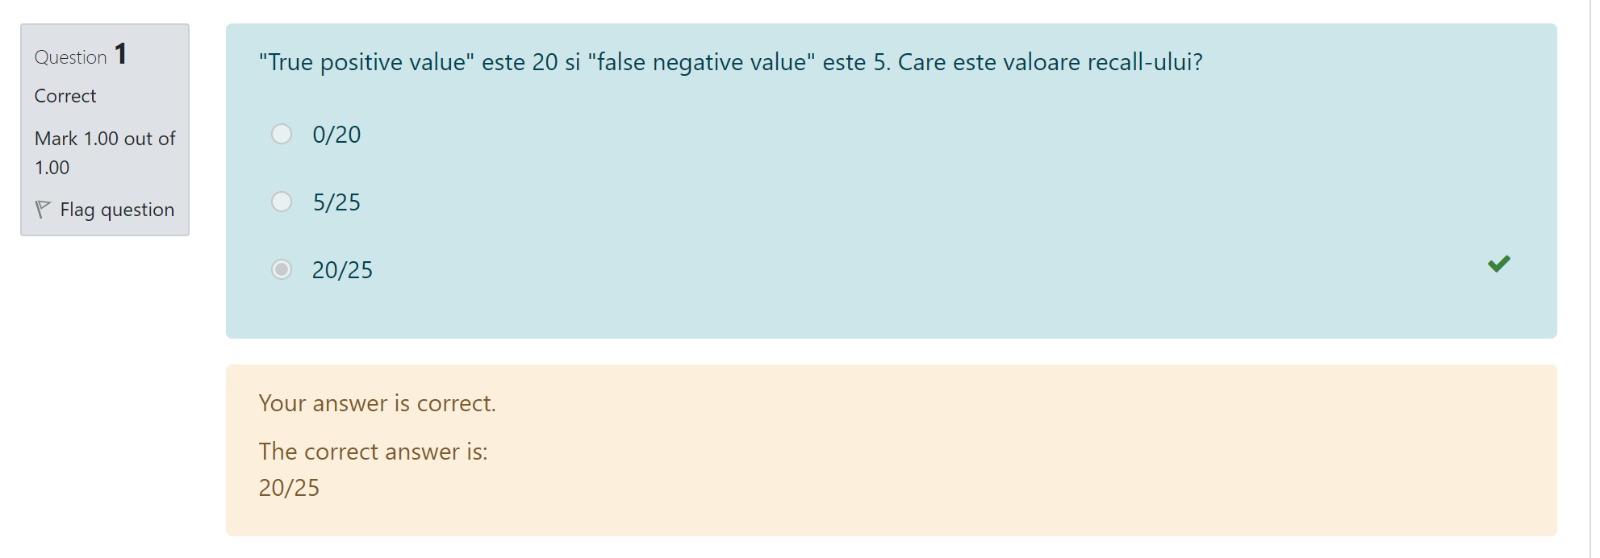 Question 1
Correct
Mark 1.00 out of
1.00
Flag question
"True positive value" este 20 si "false negative value" este 5. Care este valoare recall-ului?
0/20
5/25
20/25
Your answer is correct.
The correct answer is:
20/25